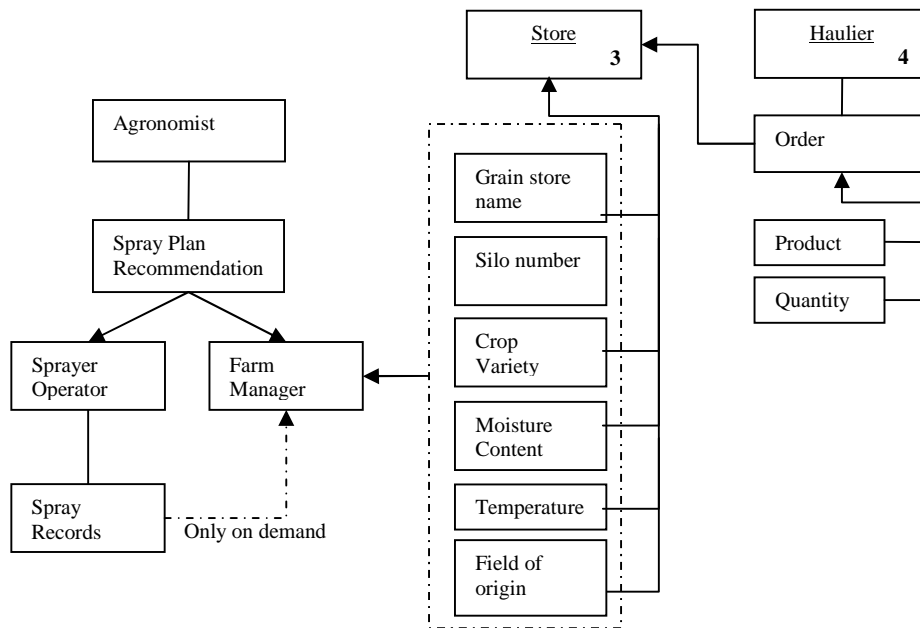 Store
3
Haulier
4
Agronomist
Order
Grain store
name
Spray Plan
Recommendation
Silo number
Product
Quantity
Sprayer
Operator
Farm
Manager
Crop
Variety
Moisture
Content
Spray
Records
Only on demand
Temperature
Field of
origin